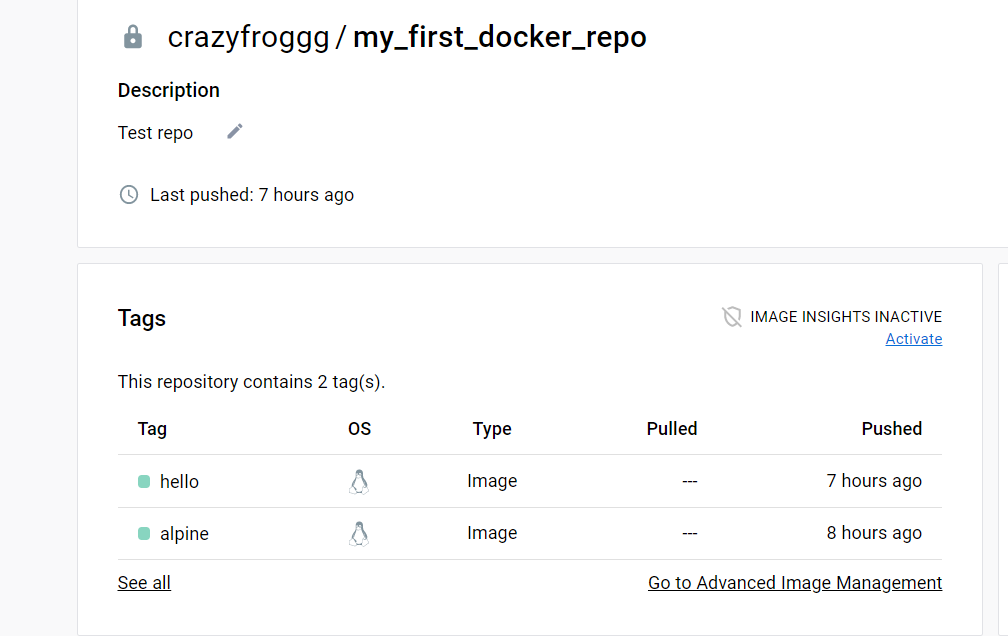 crazyfroggg / my_first_docker_repo
Description
Test repo
Last pushed: 7 hours ago
Tags
IMAGE INSIGHTS INACTIVE
Activate
This repository contains 2 tag(s).
Tag OS Type Pulled Pushed
hello Image --- 7 hours ago
alpine Image --- 8 hours ago
See all Go to Advanced Image Management